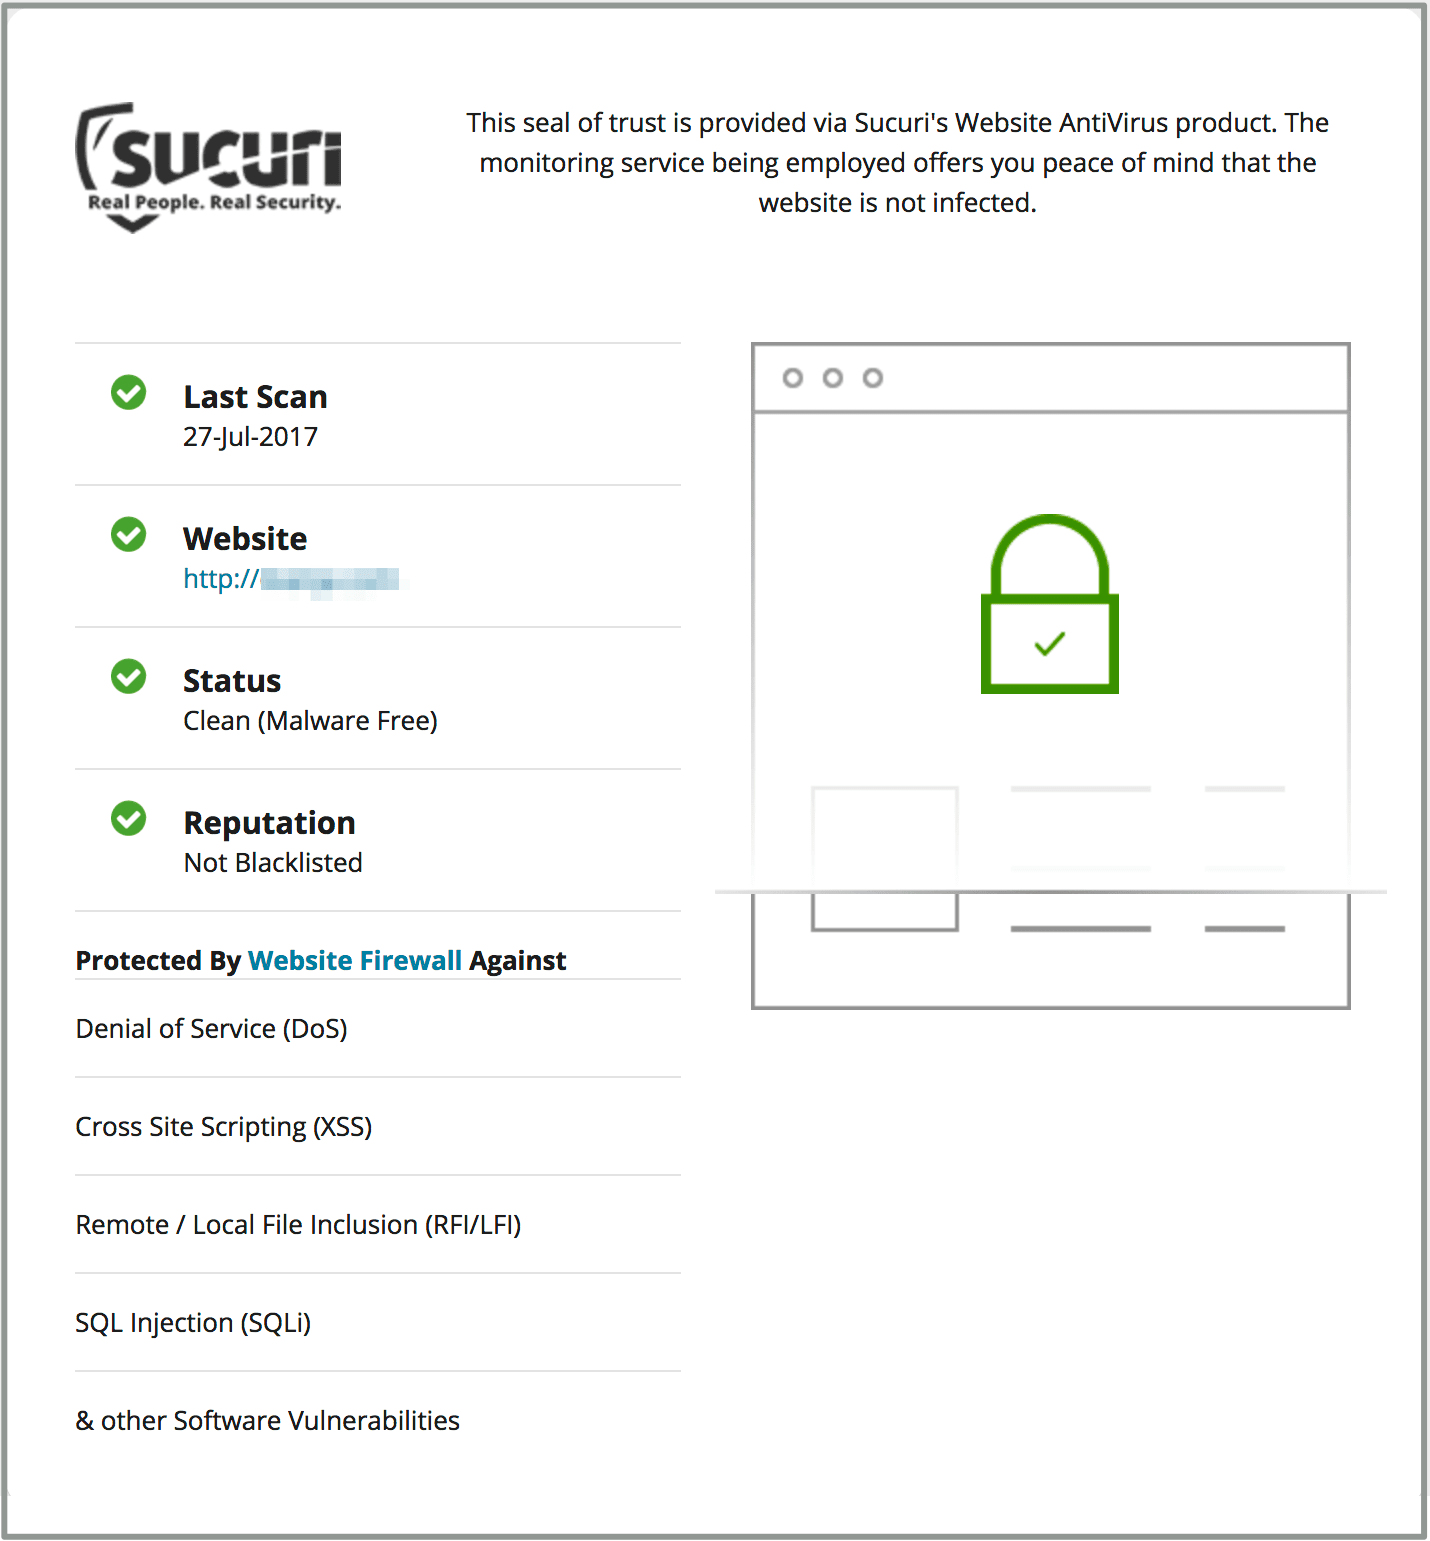 sucuri
Real People. Real Security.
This seal of trust is provided via Sucuri's Website AntiVirus product. The
monitoring service being employed offers you peace of mind that the
website is not infected.
Last Scan
27-Jul-2017
Website
http://
Status
Clean (Malware Free)
Reputation
Not Blacklisted
Protected By Website Firewall Against
Denial of Service (DoS)
Cross Site Scripting (XSS)
Remote / Local File Inclusion (RFI/LFI)
SQL Injection (SQLi)
& other Software Vulnerabilities